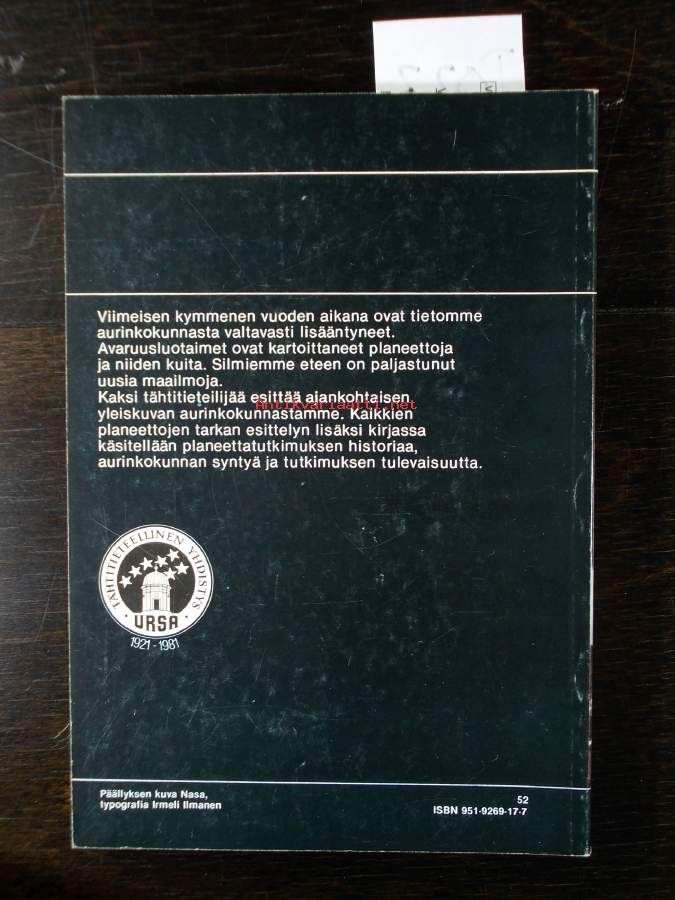 Viimeisen kymmenen vuoden aikana ovat tietomme
aurinkokunnasta valtavasti lisääntyneet.
Avaruusluotaimet ovat kartoittaneet planeettoja
ja niiden kuita. Silmiemme eteen on paljastunut
uusia maailmoja.
Kaksi tähtitieteilijää esittää ajankohtaisen
Antikvariaatti.net
yleiskuvan aurinkokunnastamme. Kaikkien
planeettojen tarkan esittelyn lisäksi kirjassa
käsitellään planeettatutkimuksen historiaa,
aurinkokunnan syntyä ja tutkimuksen tulevaisuutta.
TÄHTITIETEELLINEN YHDISTYS
URSA
1921-1981
Päällyksen kuva Nasa,
typografia Irmeli Ilmanen
52
ISBN 951-9269-17-7